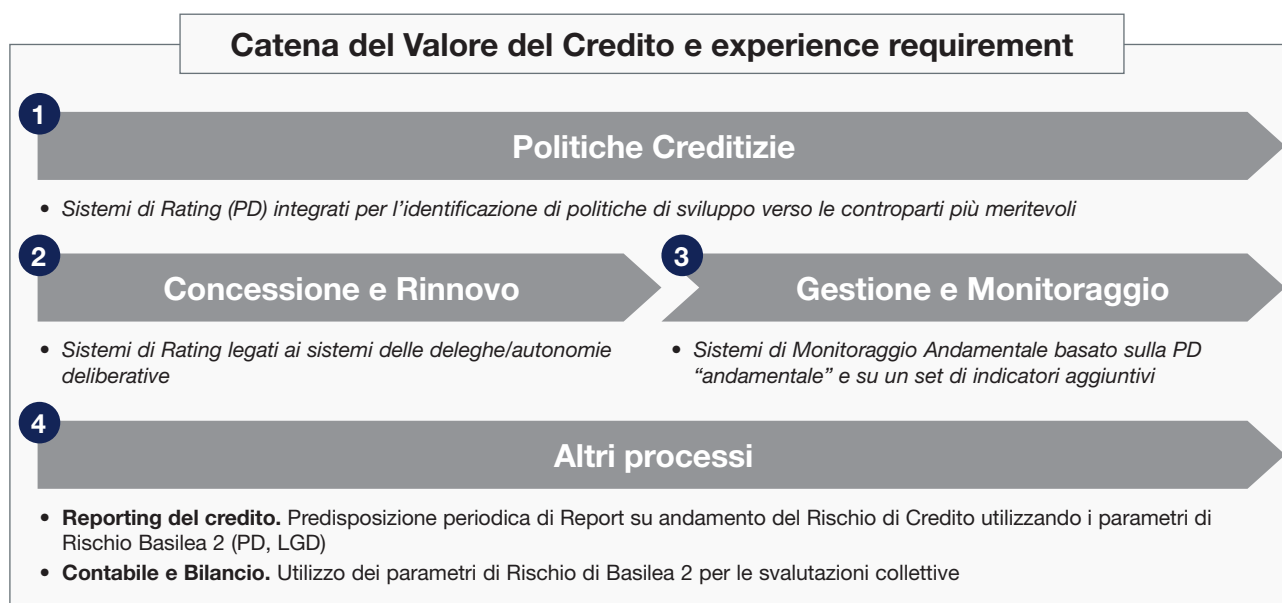 Catena del Valore del Credito e experience requirement
1
Politiche Creditizie
• Sistemi di Rating (PD) integrati per l’identificazione di politiche di sviluppo verso le controparti più meritevoli
2
Concessione e Rinnovo
• Sistemi di Rating legati ai sistemi delle deleghe/autonomie
deliberative
3
Gestione e Monitoraggio
• Sistemi di Monitoraggio Andamentale basato sulla PD
“andamentale” e su un set di indicatori aggiuntivi
4
Altri processi
• Reporting del credito. Predisposizione periodica di Report su andamento del Rischio di Credito utilizzando i parametri di
Rischio Basilea 2 (PD, LGD)
• Contabile e Bilancio. Utilizzo dei parametri di Rischio di Basilea 2 per le svalutazioni collettive